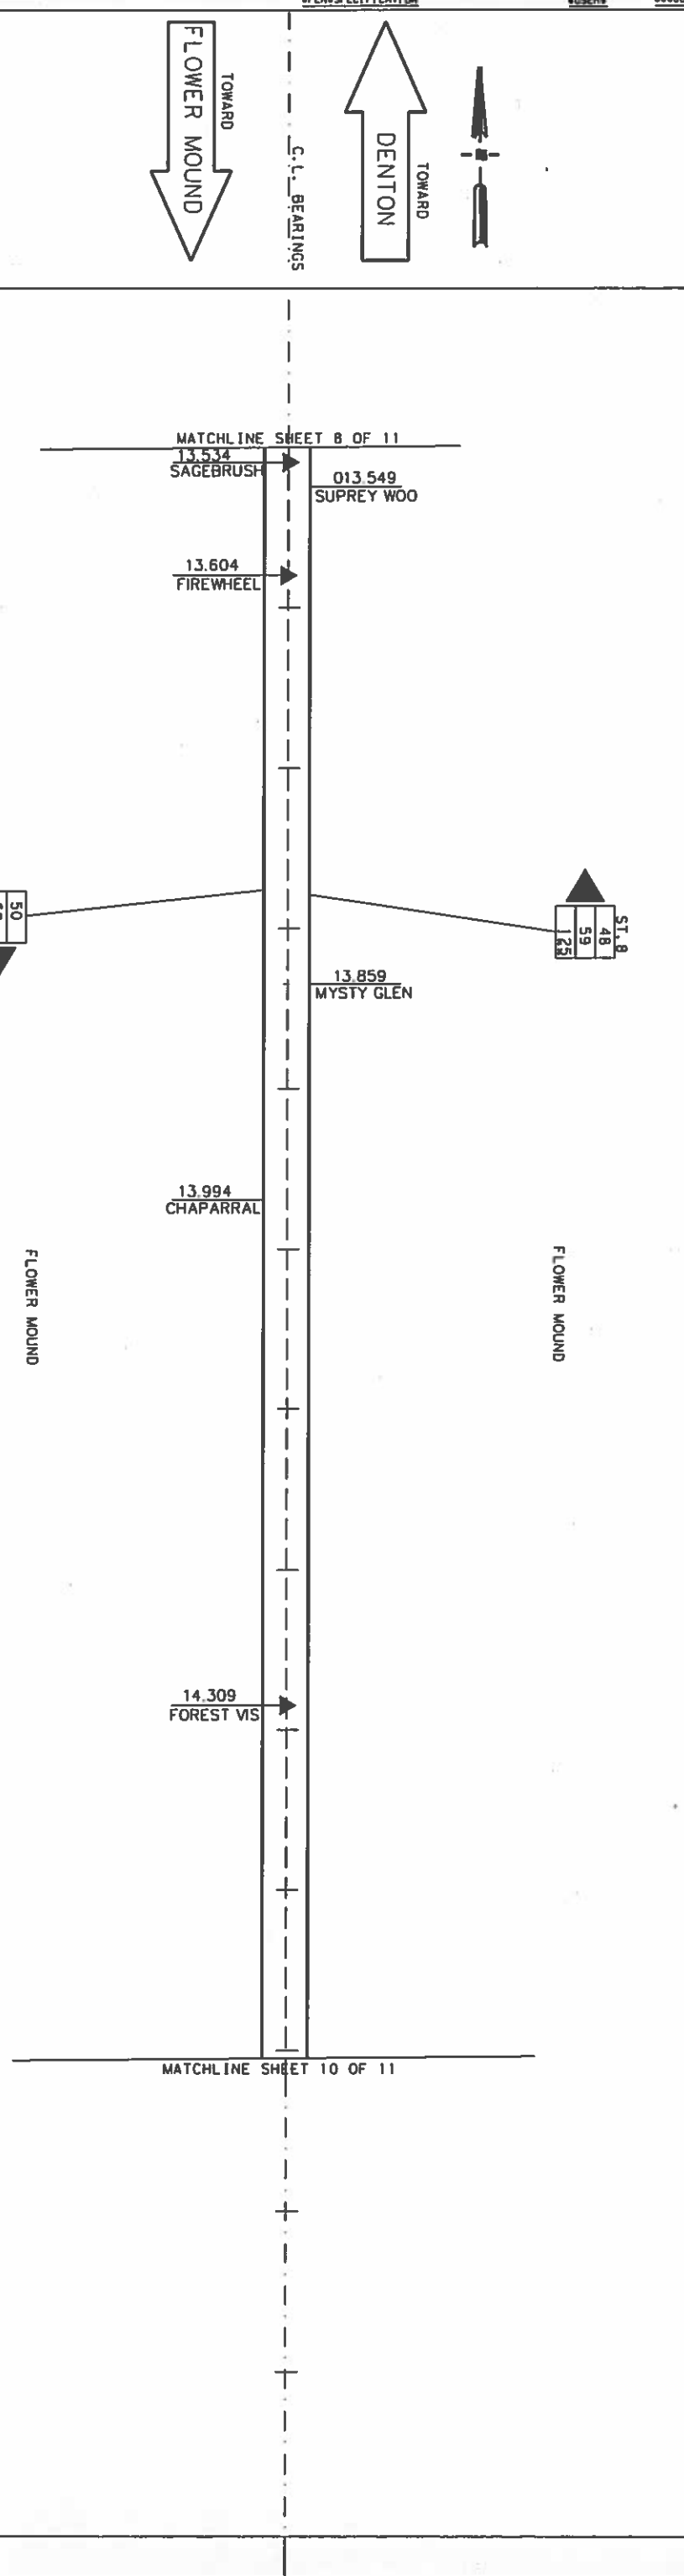 TOWARD
FLOWER MOUND
C.L. BEARINGS
TOWARD
DENTON
MATCHLINE SHEET 8 OF 11
13.534
SAGEBRUSH
013.549
SUPREY WOO
13.604
FIREWHEEL
50
ST.8
48
59
13.859
MYSTY GLEN
13.994
CHAPARRAL
FLOWER MOUND
FLOWER MOUND
14.309
FOREST VIS
MATCHLINE SHEET 10 OF 11